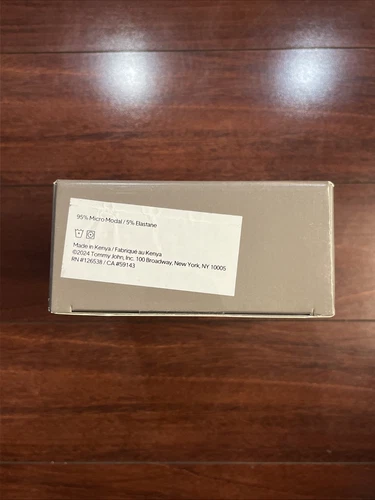 95% Micro Modal / 5% Elastane
Made in Kenya / Fabriqué au Kenya
©2024 Tommy John, Inc. 100 Broadway, New York, NY 10005
RN #126538 / CA #59143